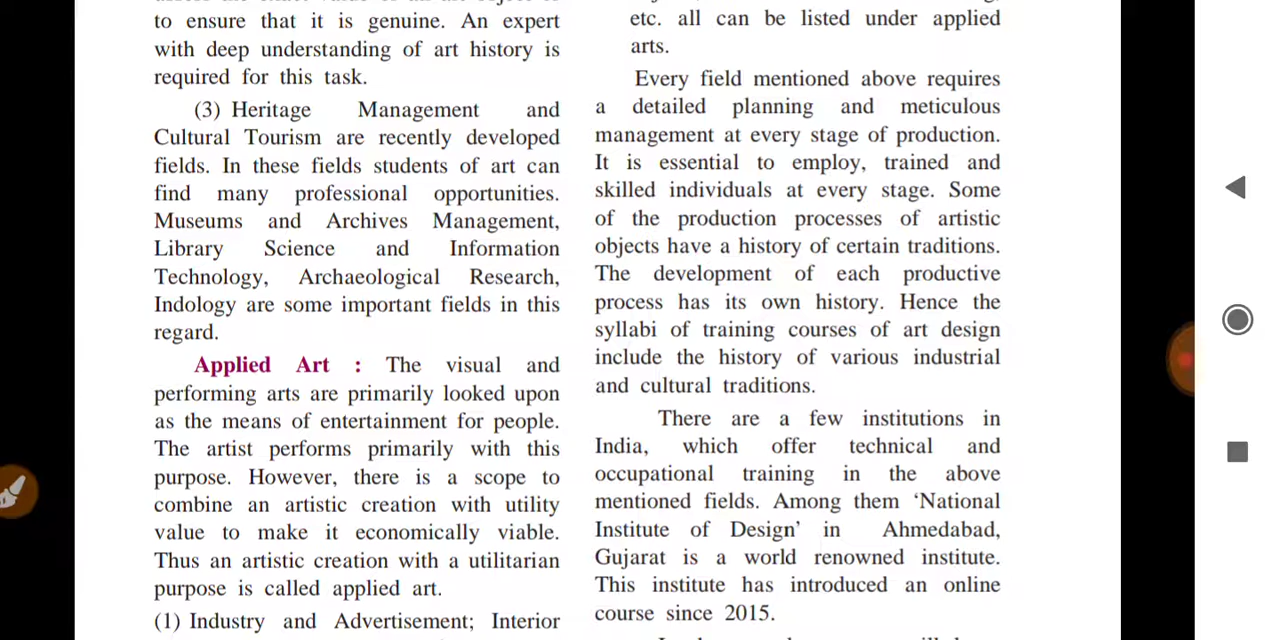 to ensure that it is genuine. An expert
with deep understanding of art history is
required for this task.
(3) Heritage Management and
Cultural Tourism are recently developed
fields. In these fields students of art can
find many professional opportunities.
Museums and Archives Management,
Library Science and Information
Technology, Archaeological Research,
Indology are some important fields in this
regard.
Applied Art : The visual and
performing arts are primarily looked upon
as the means of entertainment for people.
The artist performs primarily with this
purpose. However, there is a scope to
combine an artistic creation with utility
value to make it economically viable.
Thus an artistic creation with a utilitarian
purpose is called applied art.
(1) Industry and Advertisement; Interior
etc. all can be listed under applied
arts.
Every field mentioned above requires
a detailed planning and meticulous
management at every stage of production.
It is essential to employ, trained and
skilled individuals at every stage. Some
of the production processes of artistic
objects have a history of certain traditions.
The development of each productive
process has its own history. Hence the
syllabi of training courses of art design
include the history of various industrial
and cultural traditions.
There are a few institutions in
India, which offer technical and
occupational training in the above
mentioned fields. Among them ‘National
Institute of Design’ in Ahmedabad,
Gujarat is a world renowned institute.
This institute has introduced an online
course since 2015.